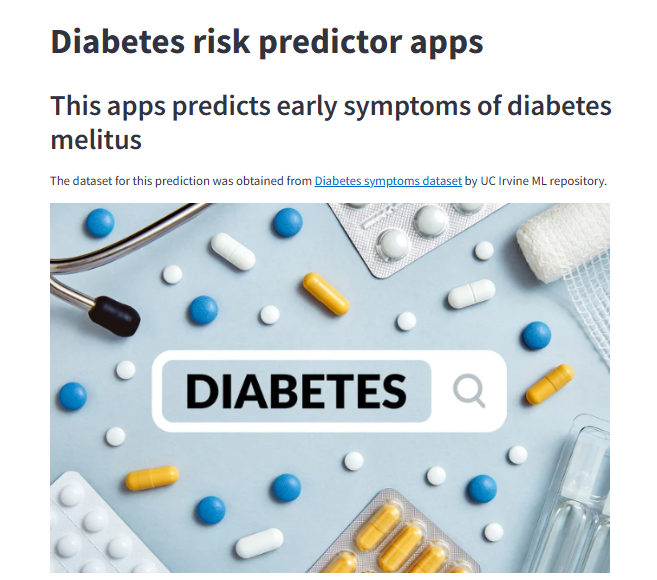 Diabetes risk predictor apps
This apps predicts early symptoms of diabetes
melitus
The dataset for this prediction was obtained from Diabetes symptoms dataset by UC Irvine ML repository.
DIABETES